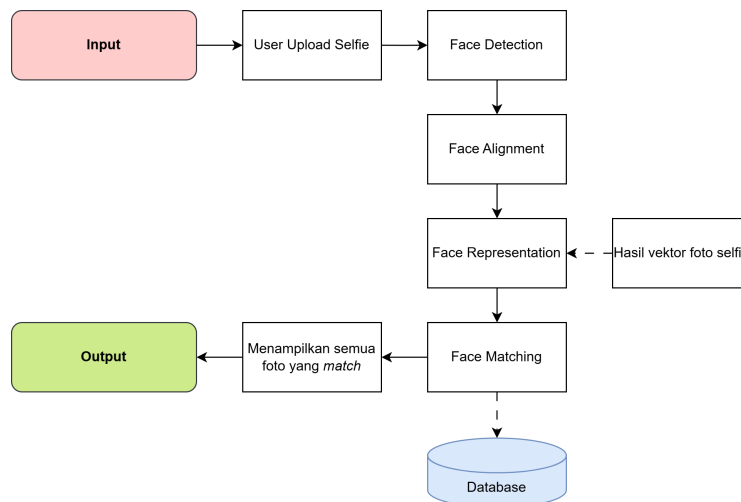 Input
User Upload Selfie
Face Detection
Face Alignment
Face Representation
Hasil vektor foto selfi
Output
Menampilkan semua
foto yang match
Face Matching
Database